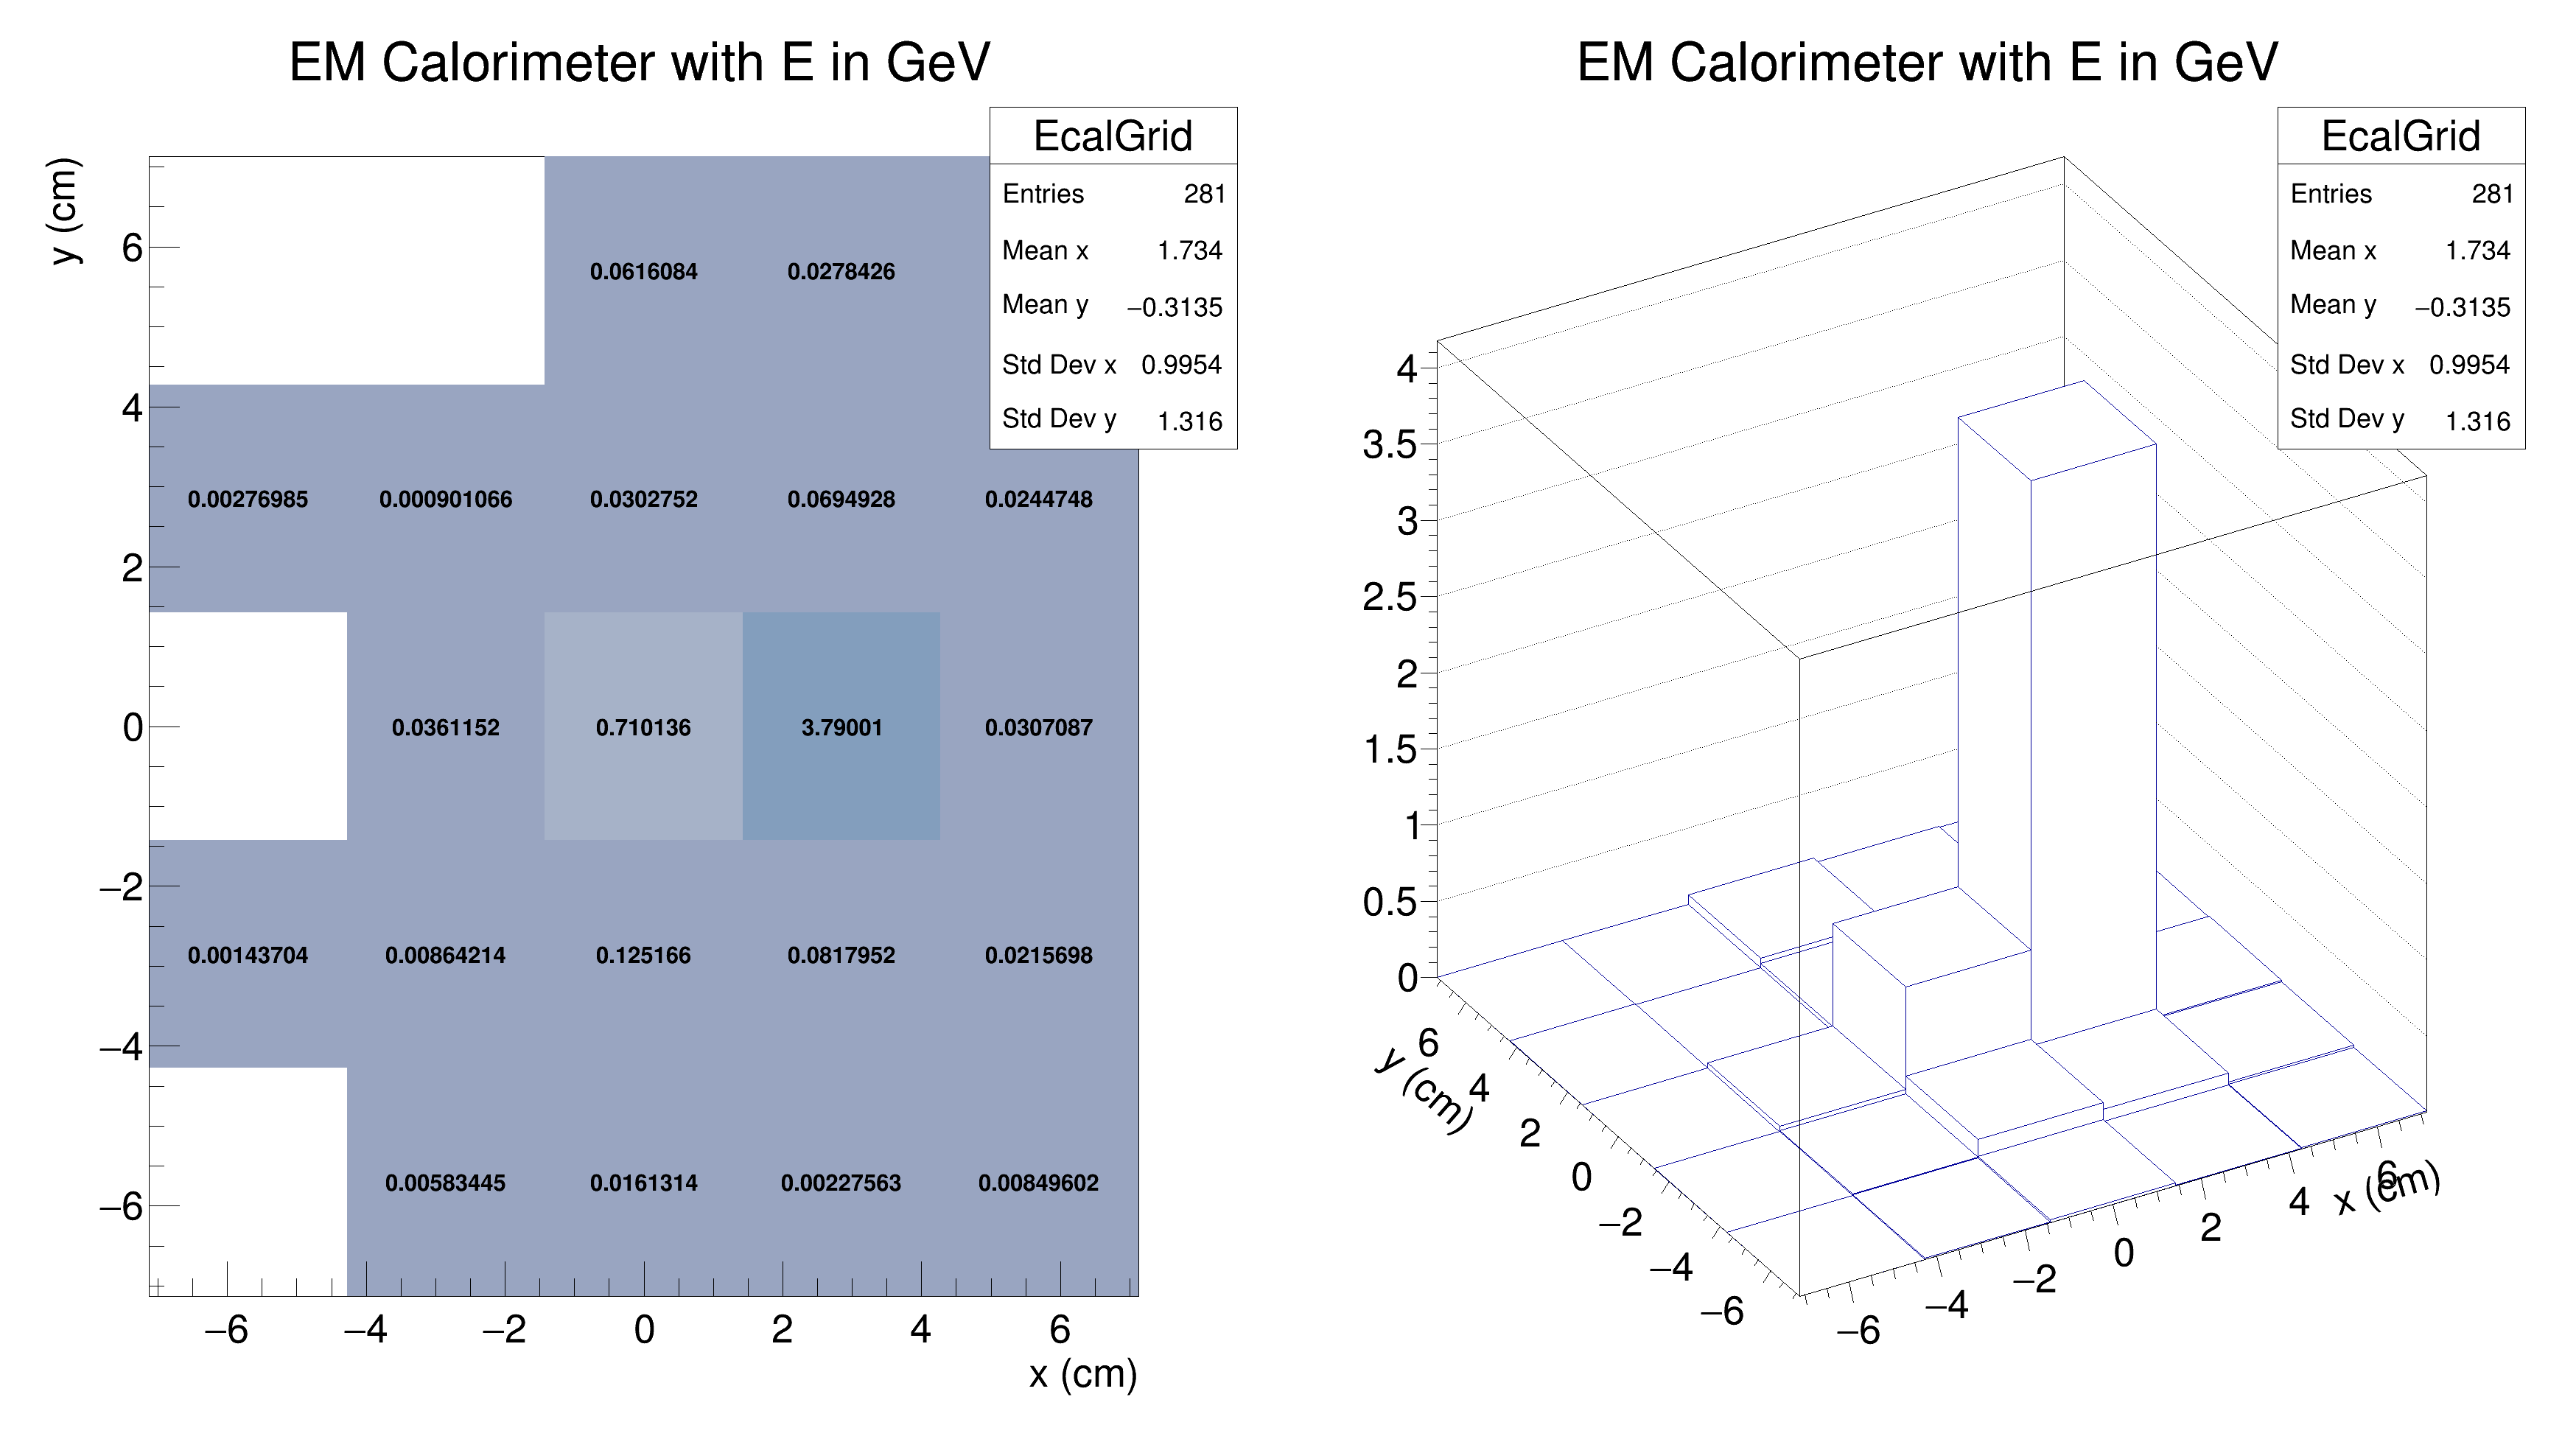 EM Calorimeter with E in GeV
EcalGrid
Entries 281
Mean x 1.734
Mean y −0.3135
Std Dev x 0.9954
Std Dev y 1.316
y (cm)
6
4
2
0
−2
−4
−6
0.0616084 0.0278426
0.00276985 0.000901066 0.0302752 0.0694928 0.0244748
0.0361152 0.710136 3.79001 0.0307087
0.00143704 0.00864214 0.125166 0.0817952 0.0215698
0.00583445 0.0161314 0.00227563 0.00849602
−6 −4 −2 0 2 4 6
x (cm)
EM Calorimeter with E in GeV
EcalGrid
Entries 281
Mean x 1.734
Mean y −0.3135
Std Dev x 0.9954
Std Dev y 1.316
4
3.5
3
2.5
2
1.5
1
0.5
0
y (cm)
6
4
2
0
−2
−4
−6
−6 −4 −2 0 2 4 6
x (cm)